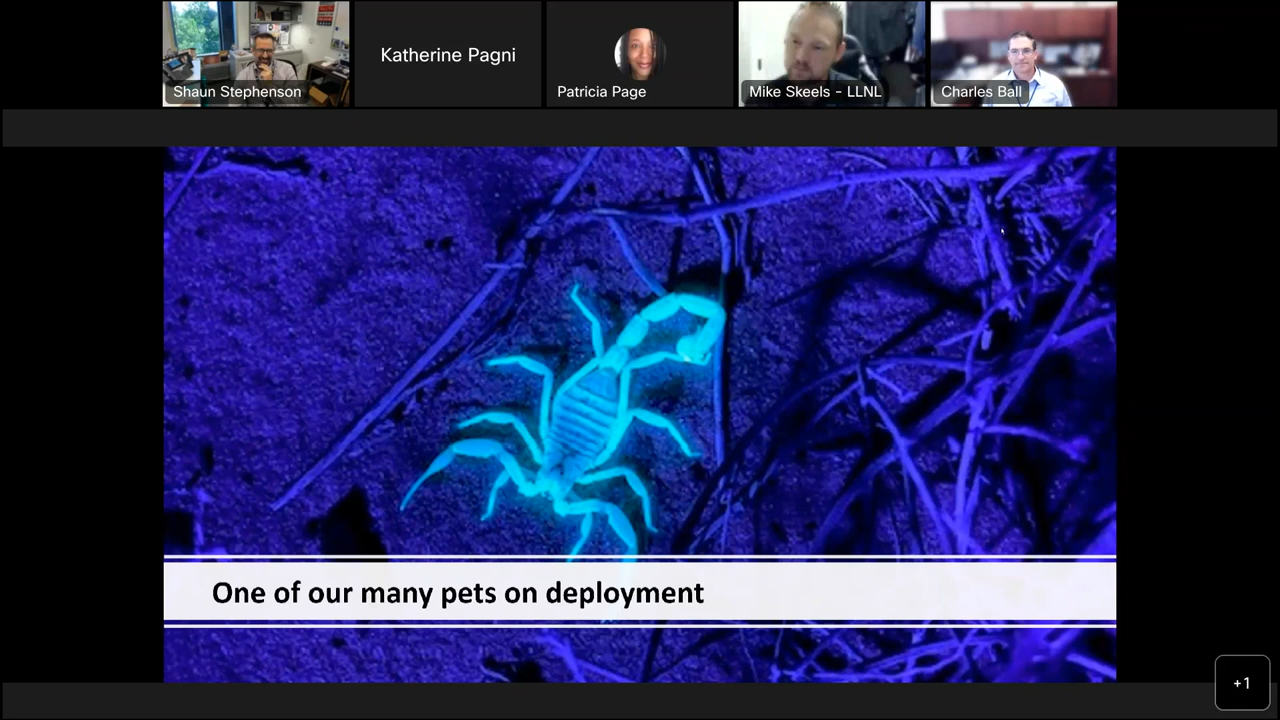 Shaun Stephenson
Katherine Pagni
Patricia Page
Mike Skeels - LLNL
Charles Ball
One of our many pets on deployment
+1